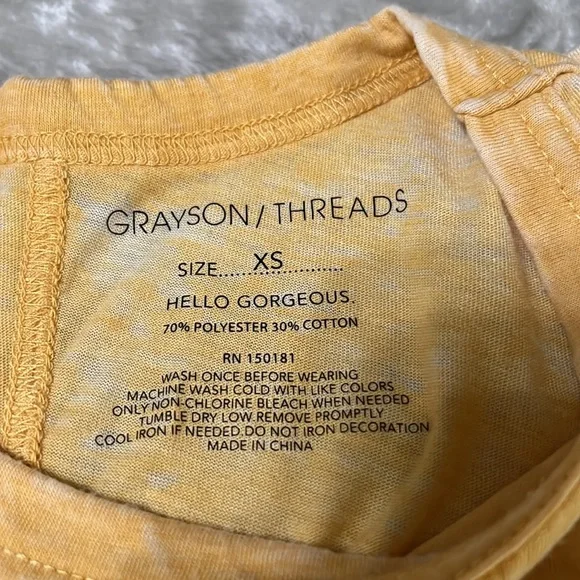 GRAYSON / THREADS
SIZE......XS..............
HELLO GORGEOUS.
70% POLYESTER 30% COTTON
RN 150181
WASH ONCE BEFORE WEARING
MACHINE WASH COLD WITH LIKE COLORS
ONLY NON-CHLORINE BLEACH WHEN NEEDED
TUMBLE DRY LOW.REMOVE PROMPTLY
COOL IRON IF NEEDED.DO NOT IRON DECORATION
MADE IN CHINA